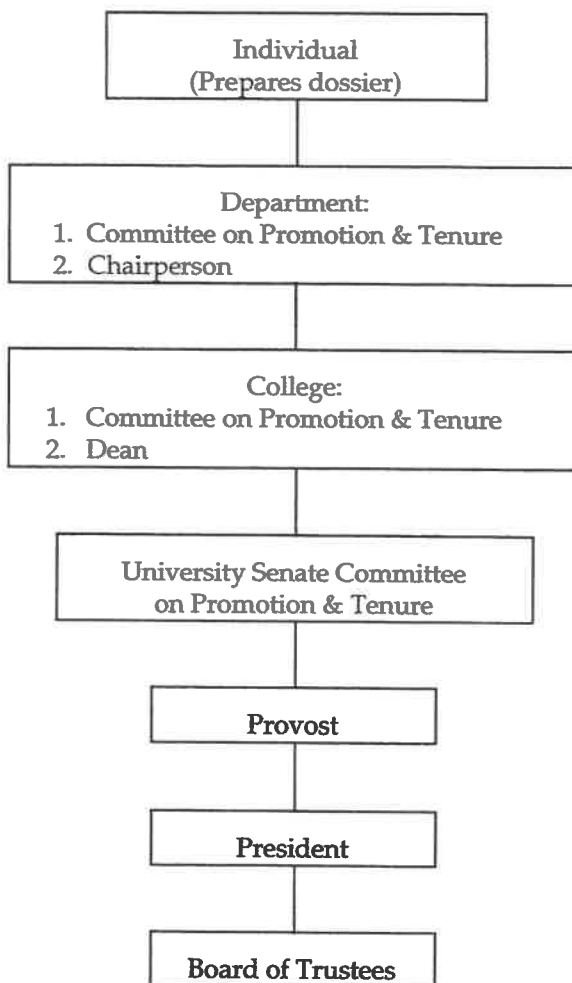 Individual
(Prepares dossier)
Department:
1. Committee on Promotion & Tenure
2. Chairperson
College:
1. Committee on Promotion & Tenure
2. Dean
University Senate Committee
on Promotion & Tenure
Provost
President
Board of Trustees